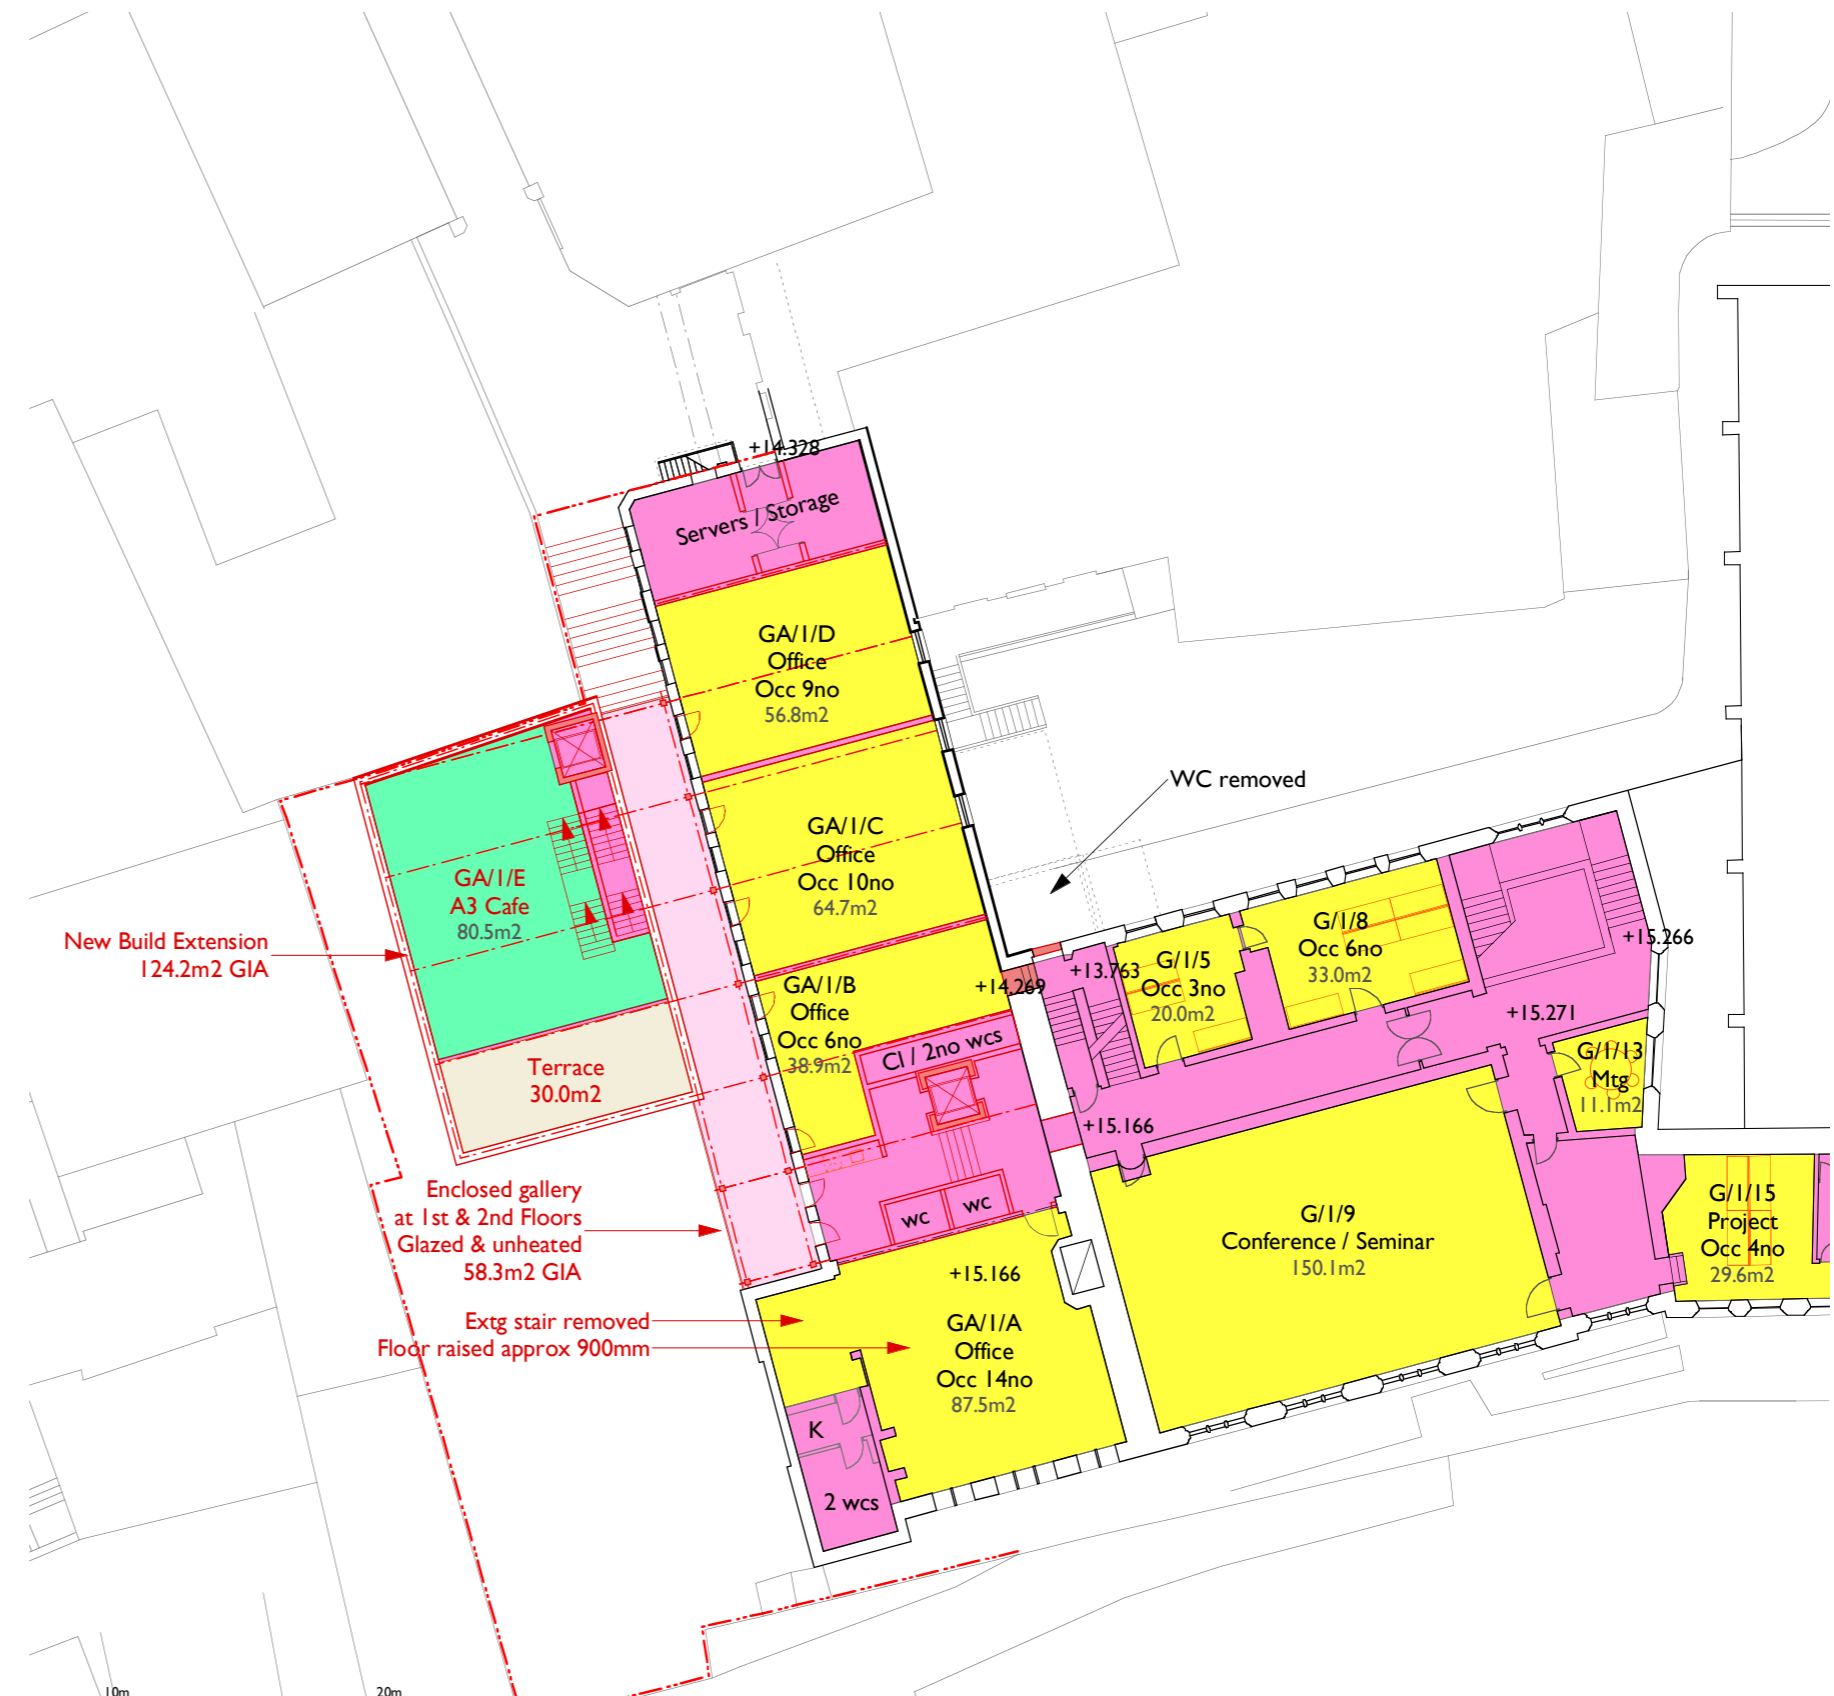 +14.328
Servers / Storage
GA/1/D
Office
Occ 9no
56.8m2
WC removed
GA/1/C
Office
Occ 10no
64.7m2
GA/1/E
A3 Cafe
80.5m2
New Build Extension
124.2m2 GIA
G/1/8
Occ 6no
33.0m2
+15.266
G/1/5
Occ 3no
20.0m2
+13.763
+14.269
GA/1/B
Office
Occ 6no
38.9m2
+15.271
Cl / 2no wcs
G/1/13
Mtg
11.1m2
Terrace
30.0m2
+15.166
Enclosed gallery
at 1st & 2nd Floors
Glazed & unheated
58.3m2 GIA
wc
wc
G/1/9
Conference / Seminar
150.1m2
G/1/15
Project
Occ 4no
29.6m2
+15.166
Extg stair removed
Floor raised approx 900mm
GA/1/A
Office
Occ 14no
87.5m2
K
2 wcs
10m
20m